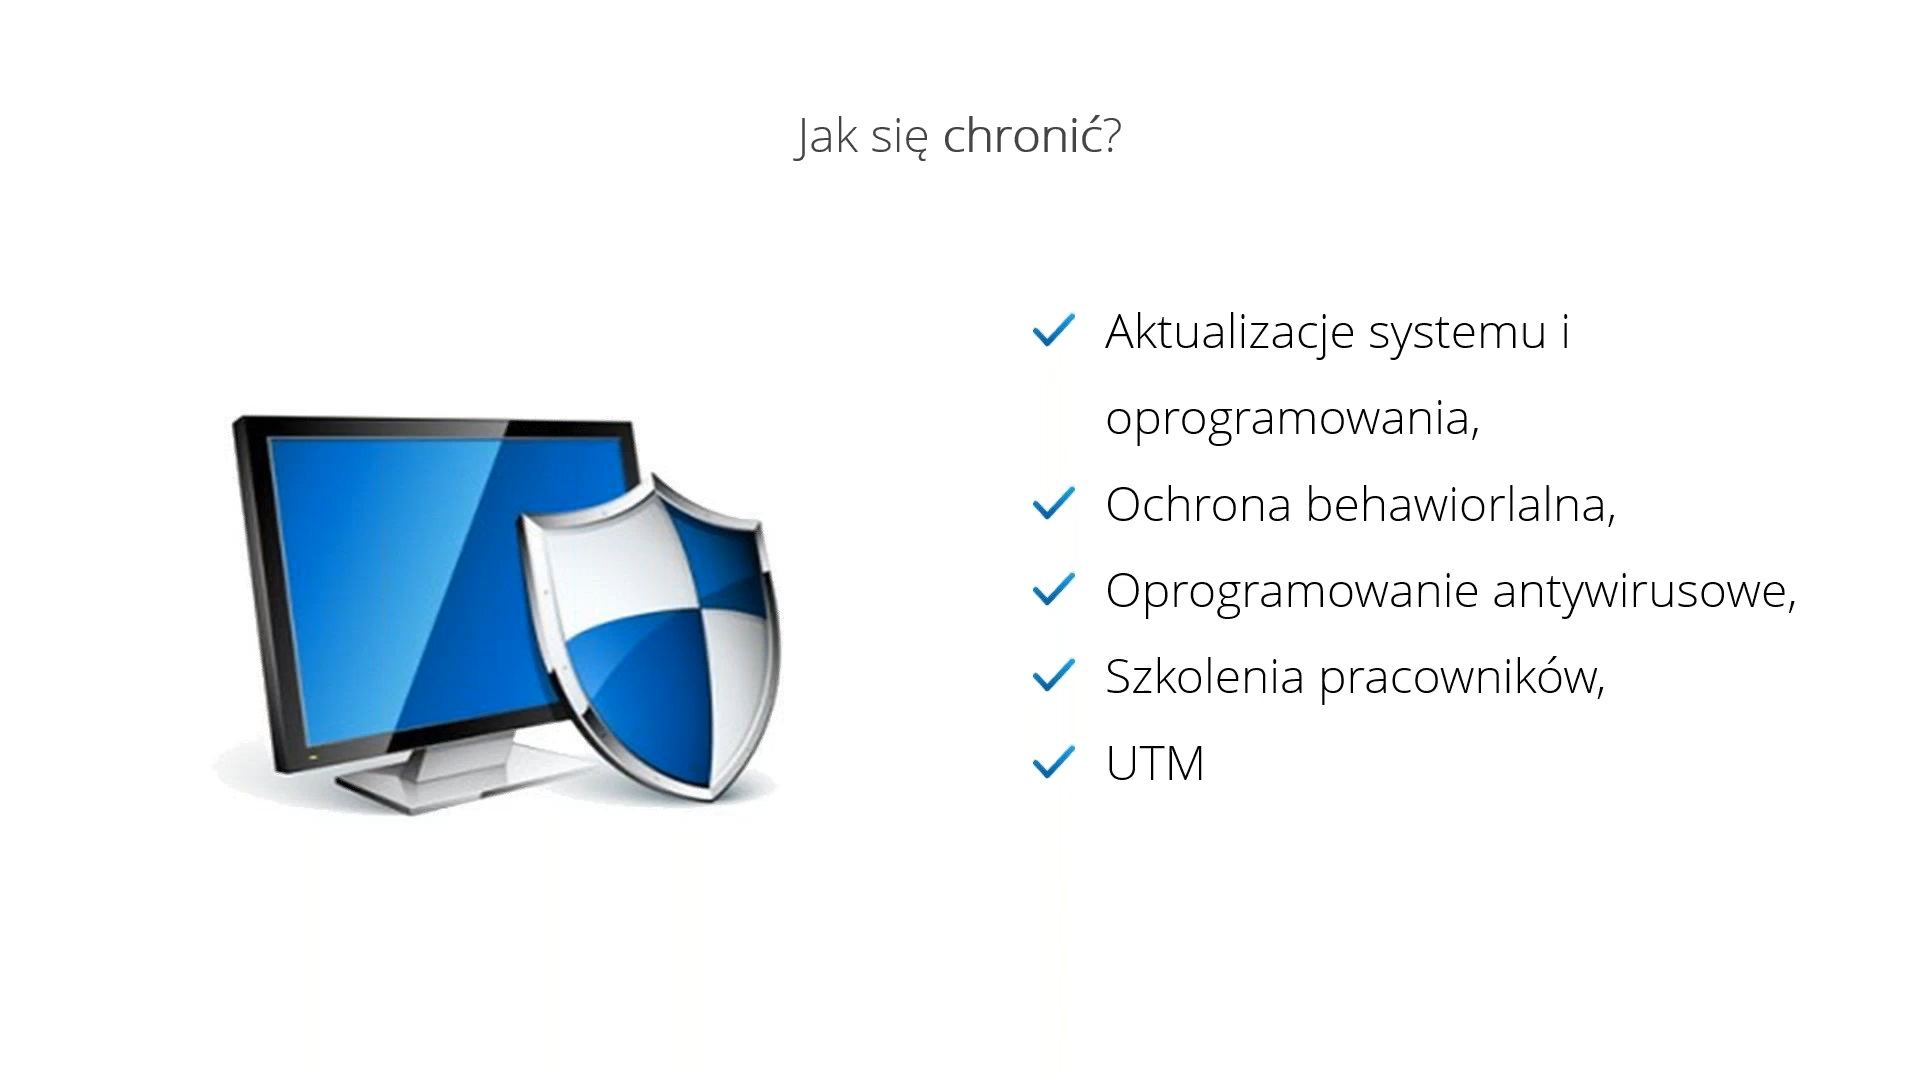 Jak się chronić?
Aktualizacje systemu i
oprogramowania,
Ochrona behawiorlalna,
Oprogramowanie antywirusowe,
Szkolenia pracowników,
UTM